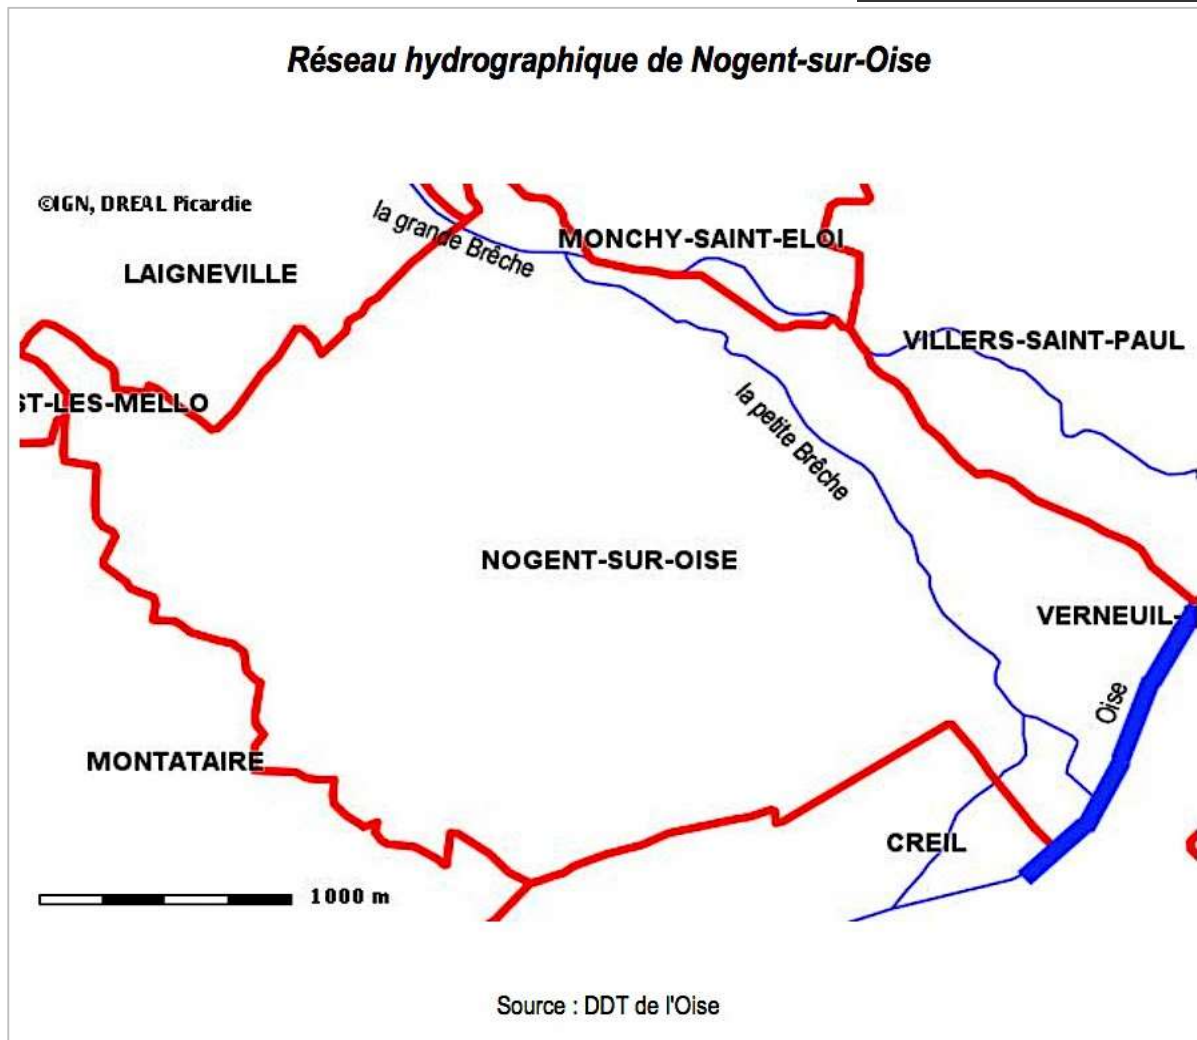 Réseau hydrographique de Nogent-sur-Oise
©IGN, DREAL Picardie
la grande Brêche
MONCHY-SAINT-ELOI
LAIGNEVILLE
VILLERS-SAINT-PAUL
ST-LES-MELLO
la petite Brêche
NOGENT-SUR-OISE
VERNEUIL-
Oise
MONTATAIRE
CREIL
1000 m
Source : DDT de l'Oise